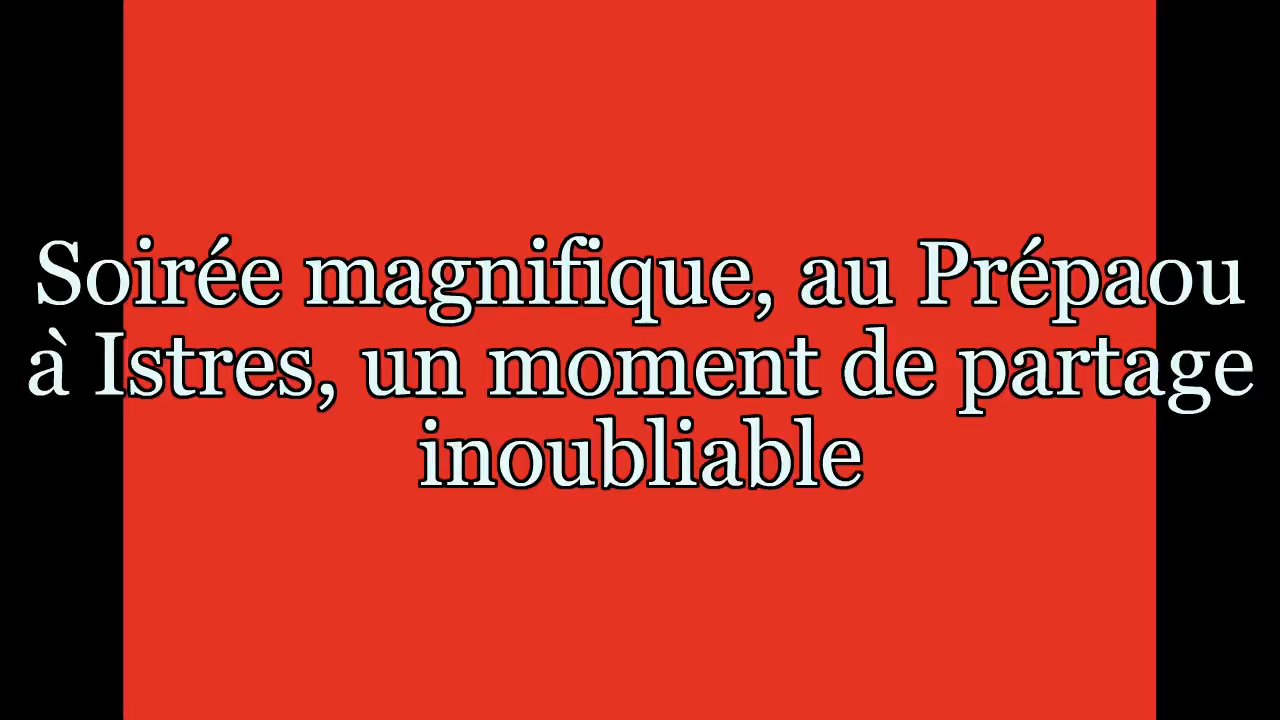 Soirée magnifique, au Prépaou
à Istres, un moment de partage
inoubliable